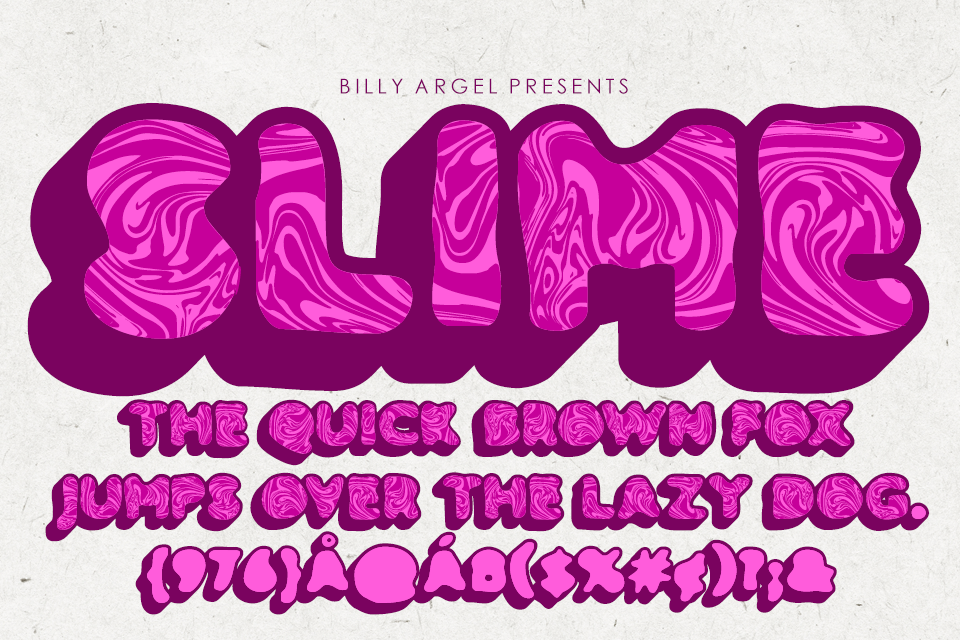 BILLY ARGEL PRESENTS
SLIME
THE QUICK BROWN FOX
JUMPS OVER THE LAZY DOG.